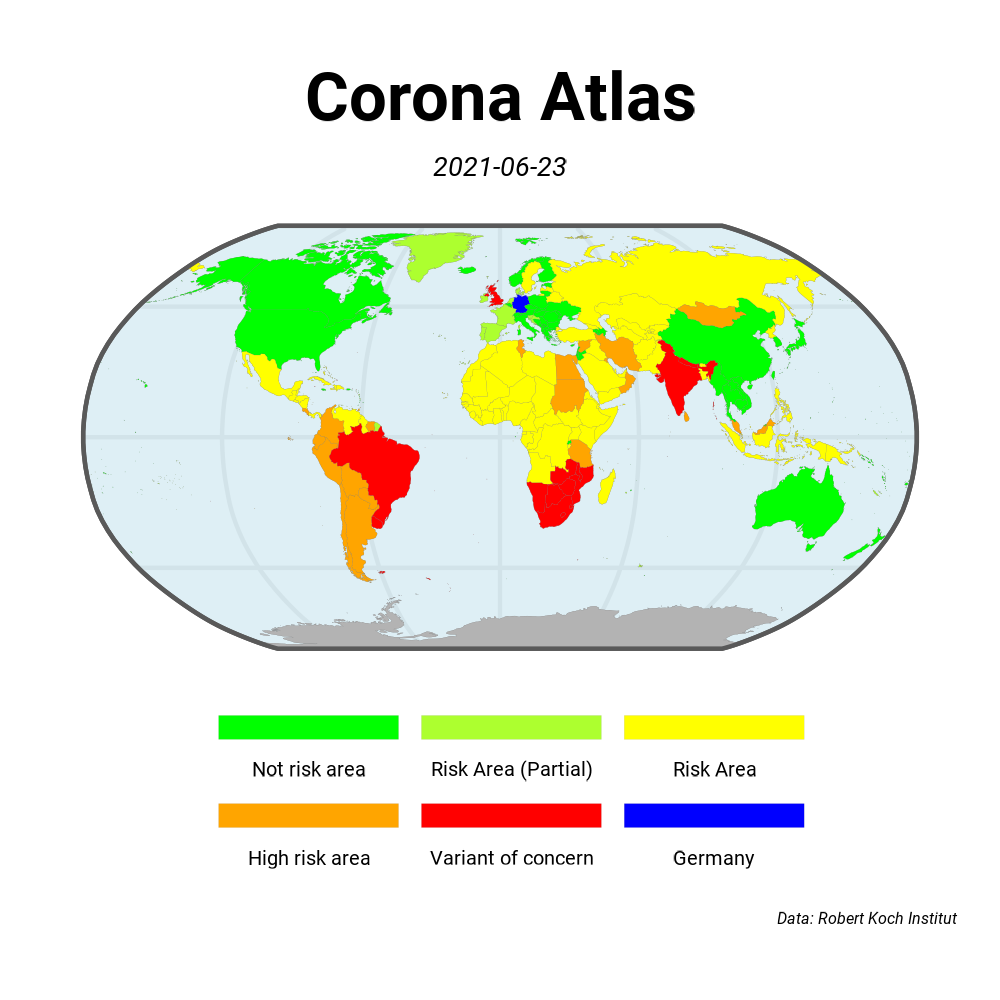 Corona Atlas
2021-06-23
Not risk area
Risk Area (Partial)
Risk Area
High risk area
Variant of concern
Germany
Data: Robert Koch Institut